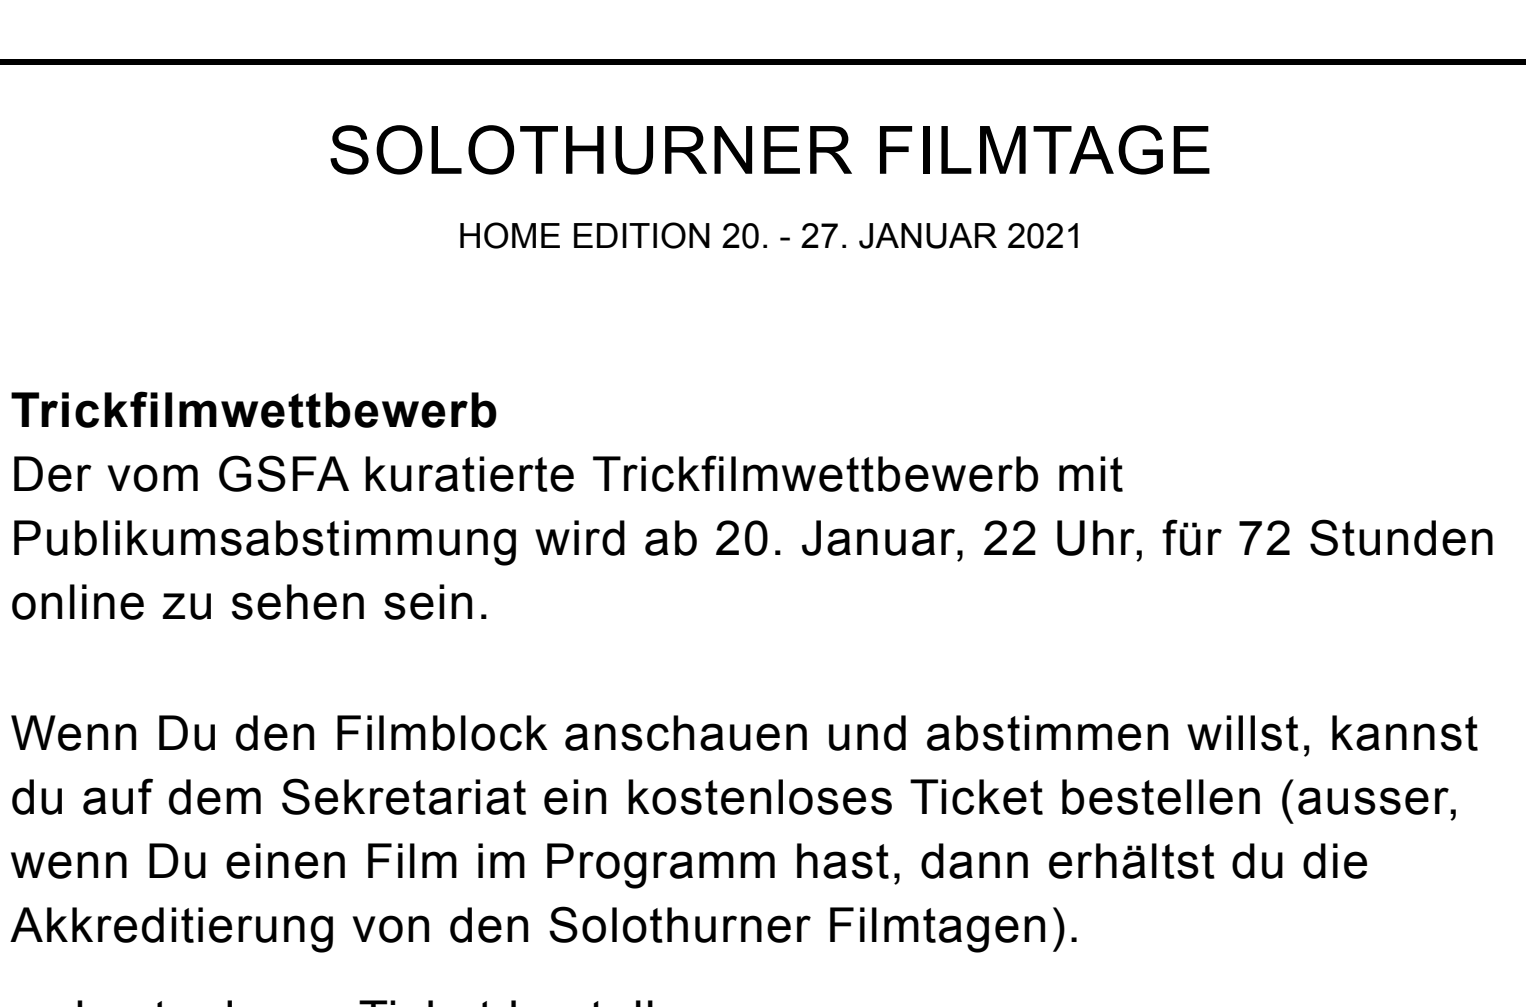 SOLOTHURNER FILMTAGE
HOME EDITION 20. - 27. JANUAR 2021
Trickfilmwettbewerb
Der vom GSFA kuratierte Trickfilmwettbewerb mit
Publikumsabstimmung wird ab 20. Januar, 22 Uhr, für 72 Stunden
online zu sehen sein.
Wenn Du den Filmblock anschauen und abstimmen willst, kannst
du auf dem Sekretariat ein kostenloses Ticket bestellen (ausser,
wenn Du einen Film im Programm hast, dann erhältst du die
Akkreditierung von den Solothurner Filmtagen).